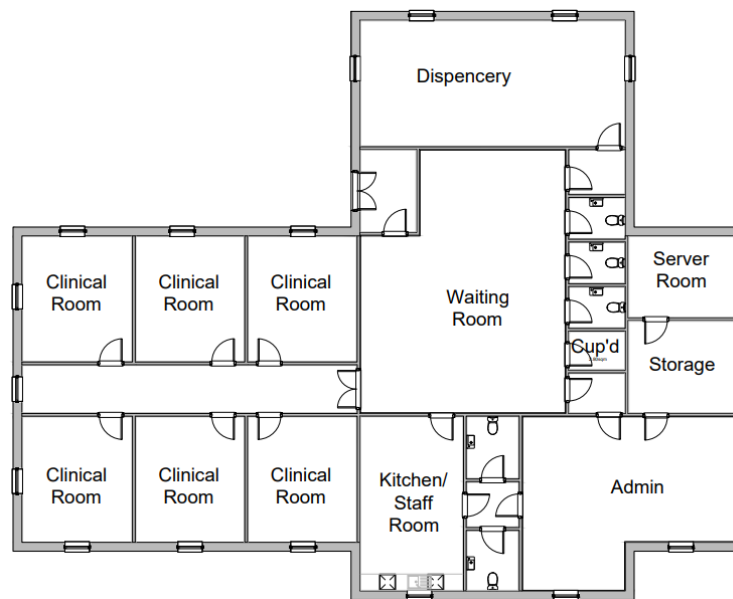 Dispencery
Clinical
Room
Clinical
Room
Clinical
Room
Waiting
Room
Server
Room
Cup'd
Storage
Clinical
Room
Clinical
Room
Clinical
Room
Kitchen/
Staff
Room
Admin